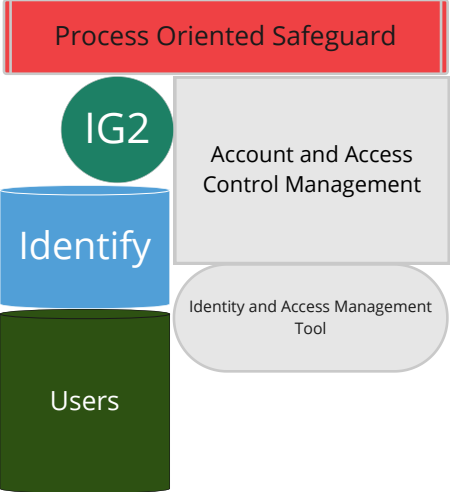 Process Oriented Safeguard
IG2
Account and Access
Control Management
Identify
Identity and Access Management
Tool
Users